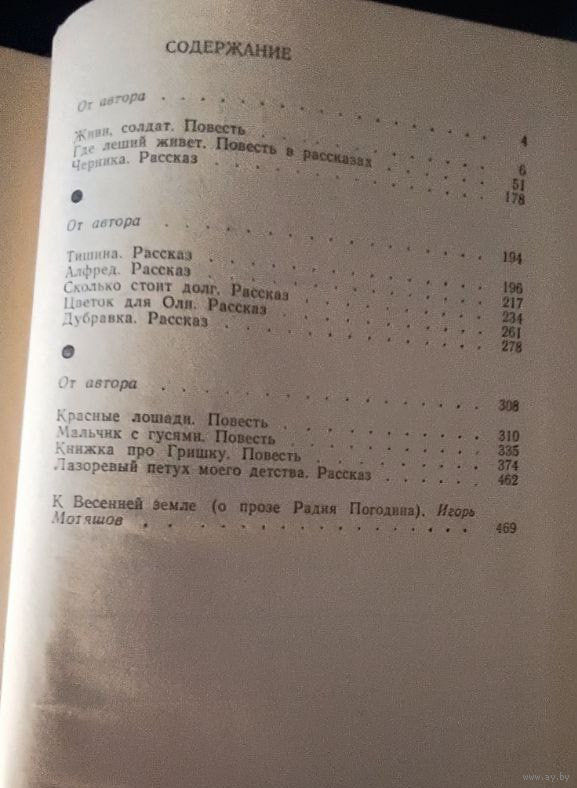 СОДЕРЖАНИЕ
От автора . . . . . . . . . . . . . . 4
Живи, солдат. Повесть . . . . . . . . . . 6
Где леший живет. Повесть в рассказах . . . . . 51
Черника. Рассказ . . . . . . . . . . . . 178
От автора . . . . . . . . . . . . . . 194
Тишина. Рассказ . . . . . . . . . . . . 196
Алфред. Рассказ . . . . . . . . . . . . 217
Сколько стоит долг. Рассказ . . . . . . . . 234
Цветок для Оли. Рассказ . . . . . . . . . 261
Дубравка. Рассказ . . . . . . . . . . . 278
От автора . . . . . . . . . . . . . . 308
Красные лошади. Повесть . . . . . . . . . 310
Мальчик с гусями. Повесть . . . . . . . . 335
Книжка про Гришку. Повесть . . . . . . . . 374
Лазоревый петух моего детства. Рассказ . . . . . 462
К Весенней земле (о прозе Радия Погодина). Игорь
Мотяшов . . . . . . . . . . . . . . 469
www.ay.by